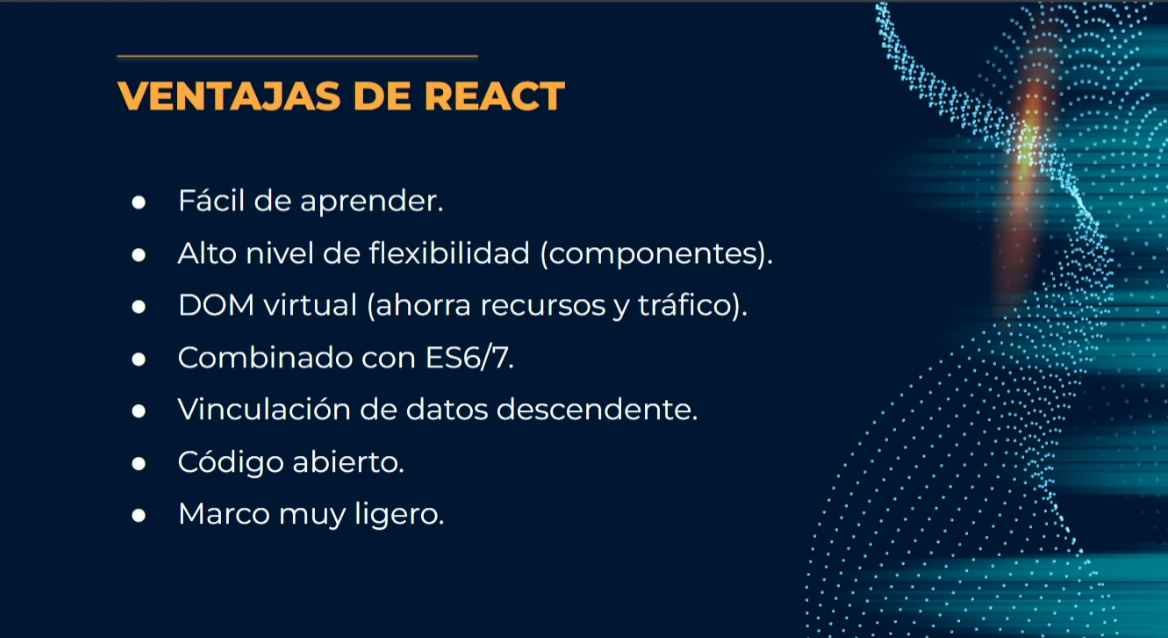 VENTAJAS DE REACT
● Fácil de aprender.
● Alto nivel de flexibilidad (componentes).
● DOM virtual (ahorra recursos y tráfico).
● Combinado con ES6/7.
● Vinculación de datos descendente.
● Código abierto.
● Marco muy ligero.